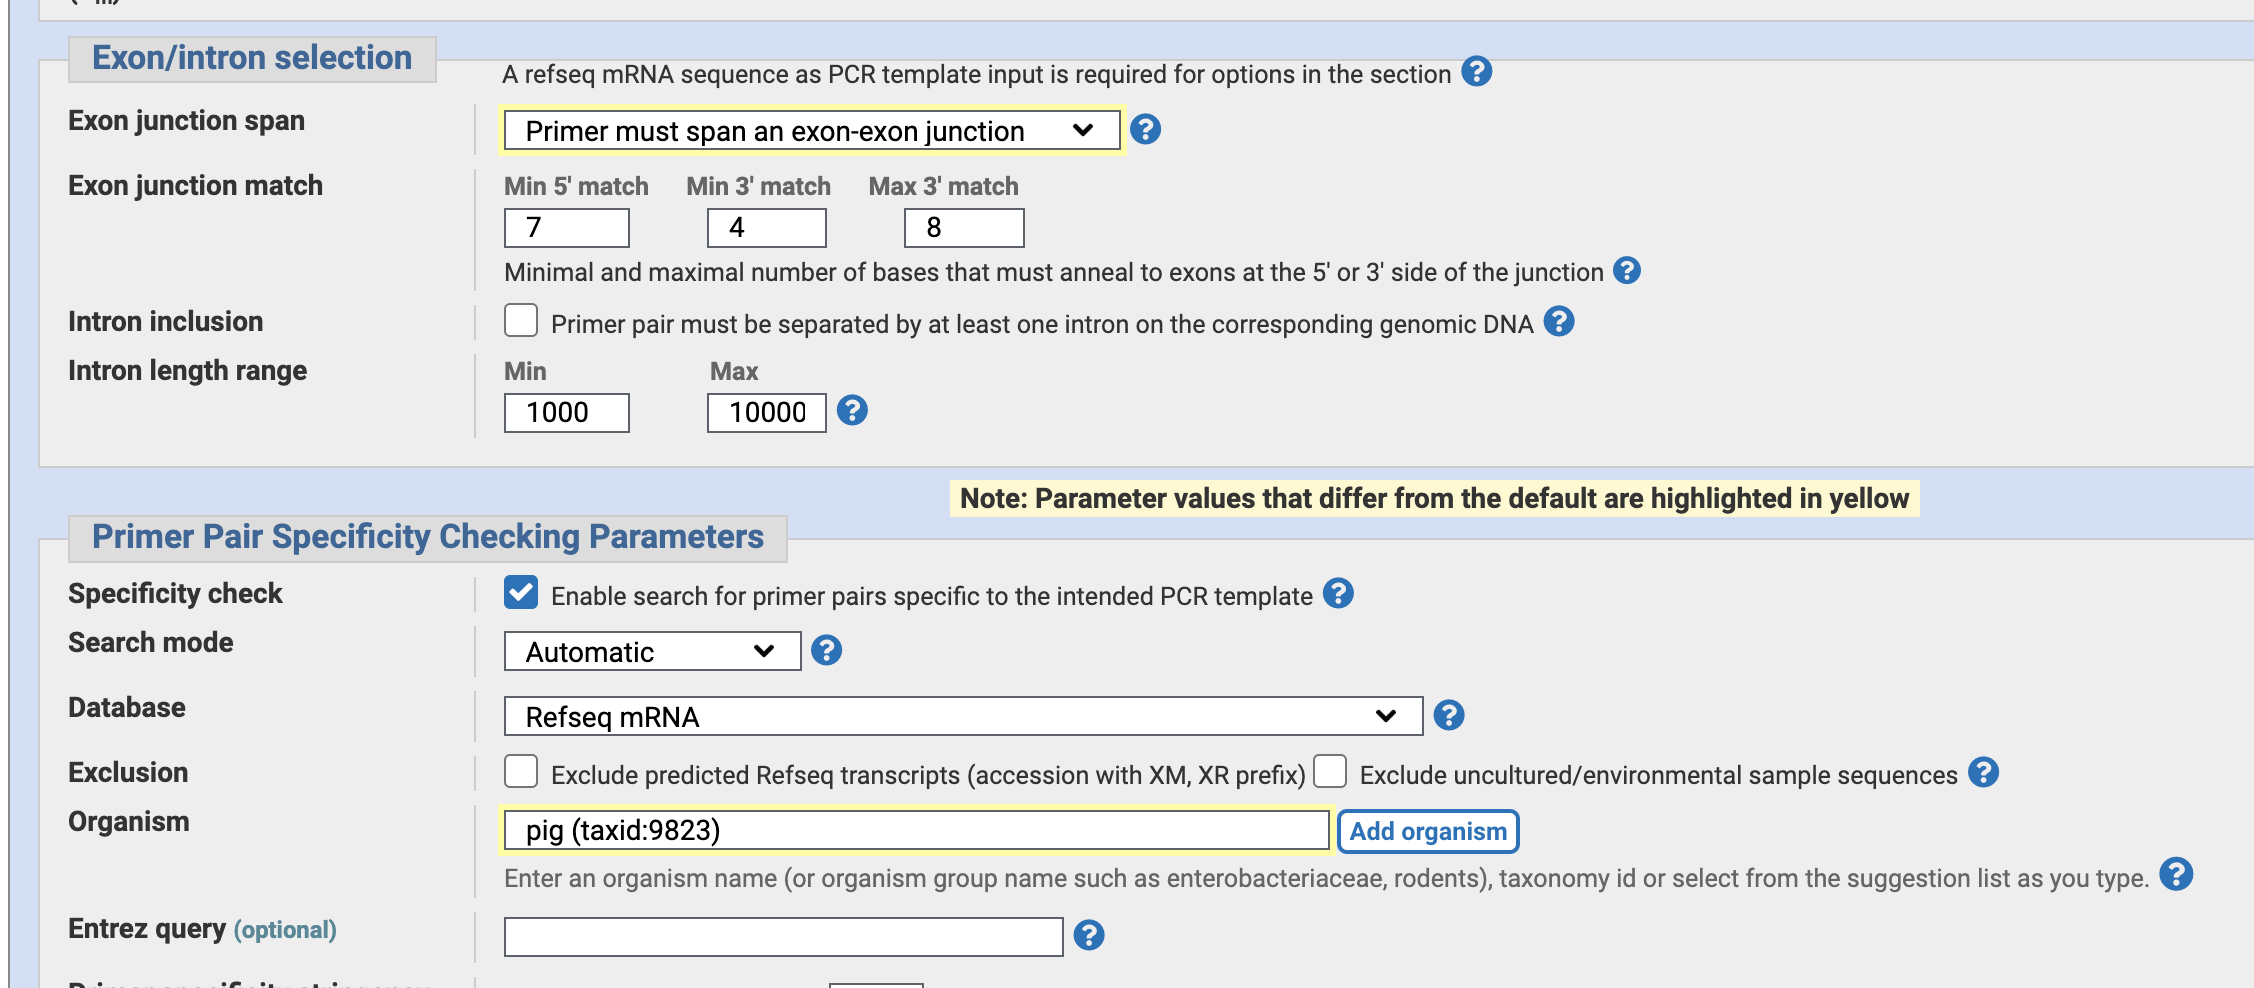 Exon/intron selection
A refseq mRNA sequence as PCR template input is required for options in the section ?
Exon junction span
Primer must span an exon-exon junction ?
Exon junction match
Min 5' match Min 3' match Max 3' match
7 4 8
Minimal and maximal number of bases that must anneal to exons at the 5' or 3' side of the junction ?
Intron inclusion
Primer pair must be separated by at least one intron on the corresponding genomic DNA ?
Intron length range
Min Max
1000 10000 ?
Note: Parameter values that differ from the default are highlighted in yellow
Primer Pair Specificity Checking Parameters
Specificity check
Enable search for primer pairs specific to the intended PCR template ?
Search mode
Automatic ?
Database
Refseq mRNA ?
Exclusion
Exclude predicted Refseq transcripts (accession with XM, XR prefix) Exclude uncultured/environmental sample sequences ?
Organism
pig (taxid:9823) Add organism
Enter an organism name (or organism group name such as enterobacteriaceae, rodents), taxonomy id or select from the suggestion list as you type. ?
Entrez query (optional) ?